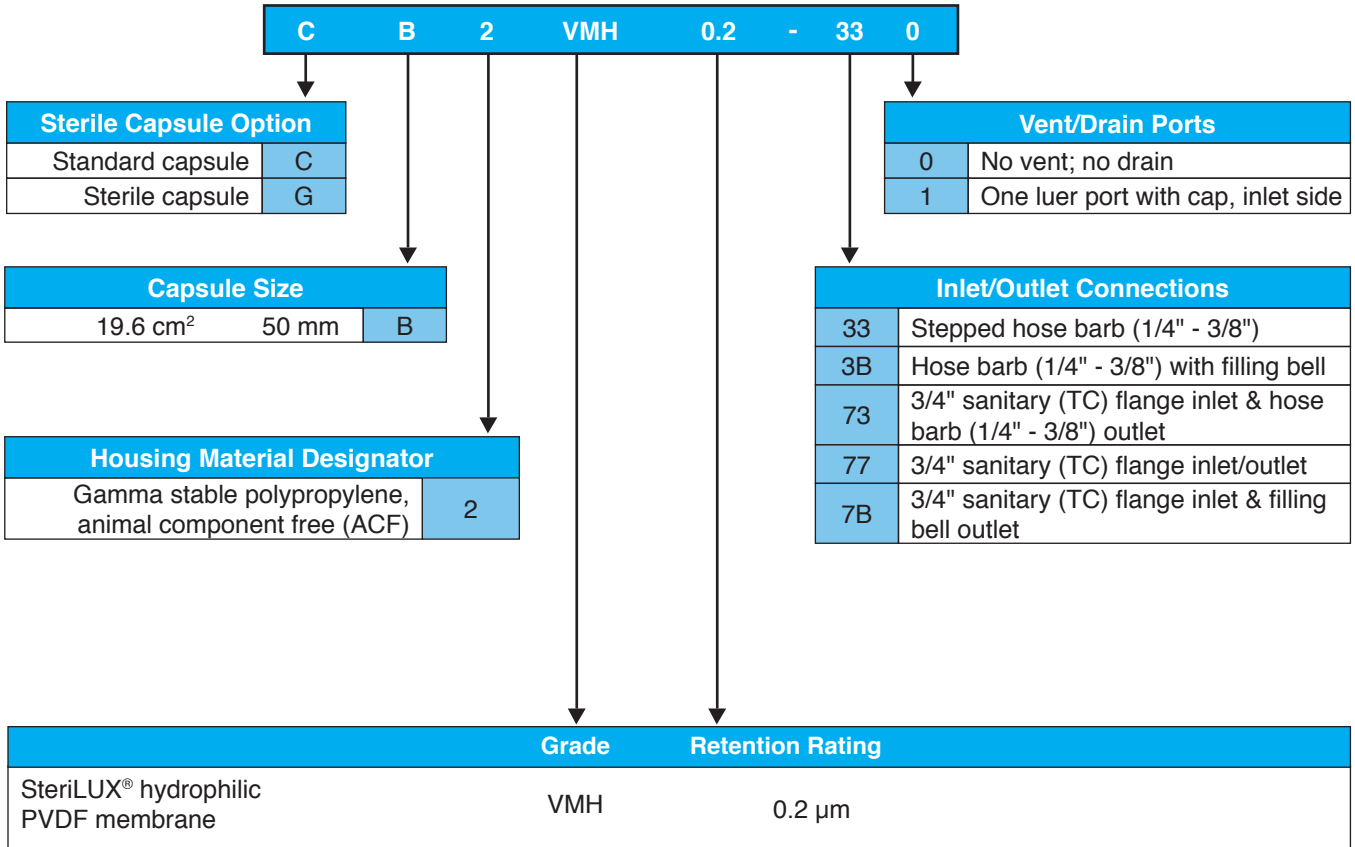 C B 2 VMH 0.2 - 33 0
Sterile Capsule Option
Standard capsule C
Sterile capsule G
Vent/Drain Ports
0 No vent; no drain
1 One luer port with cap, inlet side
Capsule Size
19.6 cm² 50 mm B
Inlet/Outlet Connections
33 Stepped hose barb (1/4" - 3/8")
3B Hose barb (1/4" - 3/8") with filling bell
73 3/4" sanitary (TC) flange inlet & hose
barb (1/4" - 3/8") outlet
77 3/4" sanitary (TC) flange inlet/outlet
7B 3/4" sanitary (TC) flange inlet & filling
bell outlet
Housing Material Designator
Gamma stable polypropylene,
animal component free (ACF) 2
Grade Retention Rating
SteriLUX® hydrophilic
PVDF membrane VMH 0.2 µm